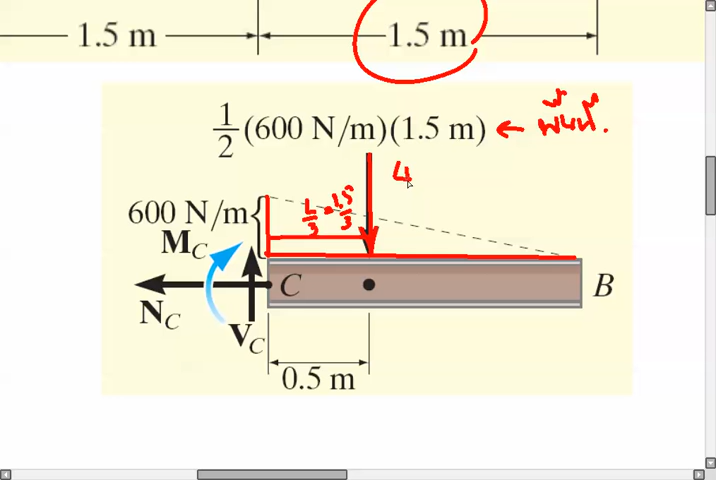 1.5 m 1.5 m
1/2 (600 N/m)(1.5 m) ←
4
600 N/m L/3 = 1.5/3
M_C
C B
N_C
V_C
0.5 m